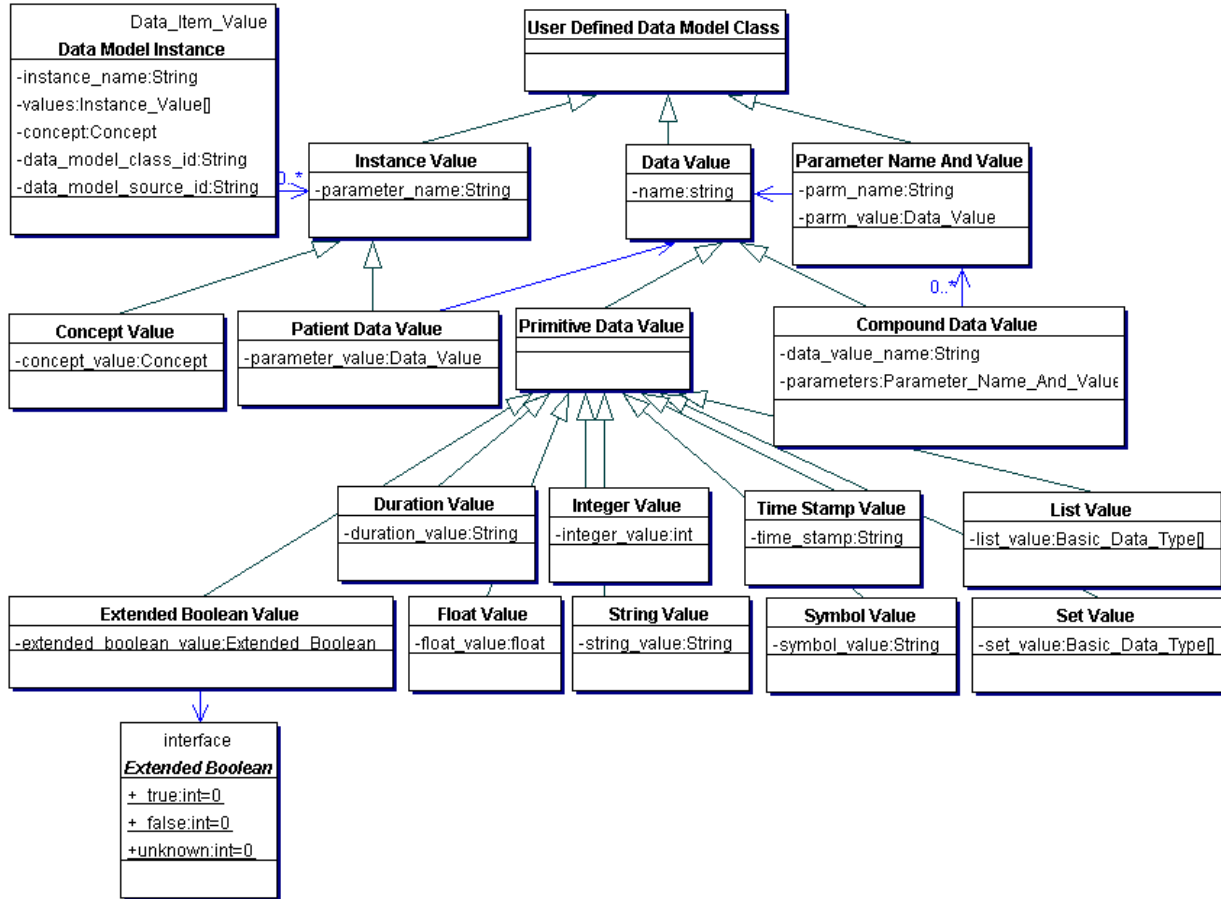 Data_Item_Value
Data Model Instance
-instance_name:String
-values:Instance_Value[]
-concept:Concept
-data_model_class_id:String
-data_model_source_id:String
User Defined Data Model Class
0..*
Instance Value
-parameter_name:String
Data Value
-name:string
Parameter Name And Value
-parm_name:String
-parm_value:Data_Value
0..*
Concept Value
-concept_value:Concept
Patient Data Value
-parameter_value:Data_Value
Primitive Data Value
Compound Data Value
-data_value_name:String
-parameters:Parameter_Name_And_Value
Duration Value
-duration_value:String
Integer Value
-integer_value:int
Time Stamp Value
-time_stamp:String
List Value
-list_value:Basic_Data_Type[]
Extended Boolean Value
-extended_boolean_value:Extended_Boolean
Float Value
-float_value:float
String Value
-string_value:String
Symbol Value
-symbol_value:String
Set Value
-set_value:Basic_Data_Type[]
interface
Extended Boolean
+_true:int=0
+_false:int=0
+unknown:int=0